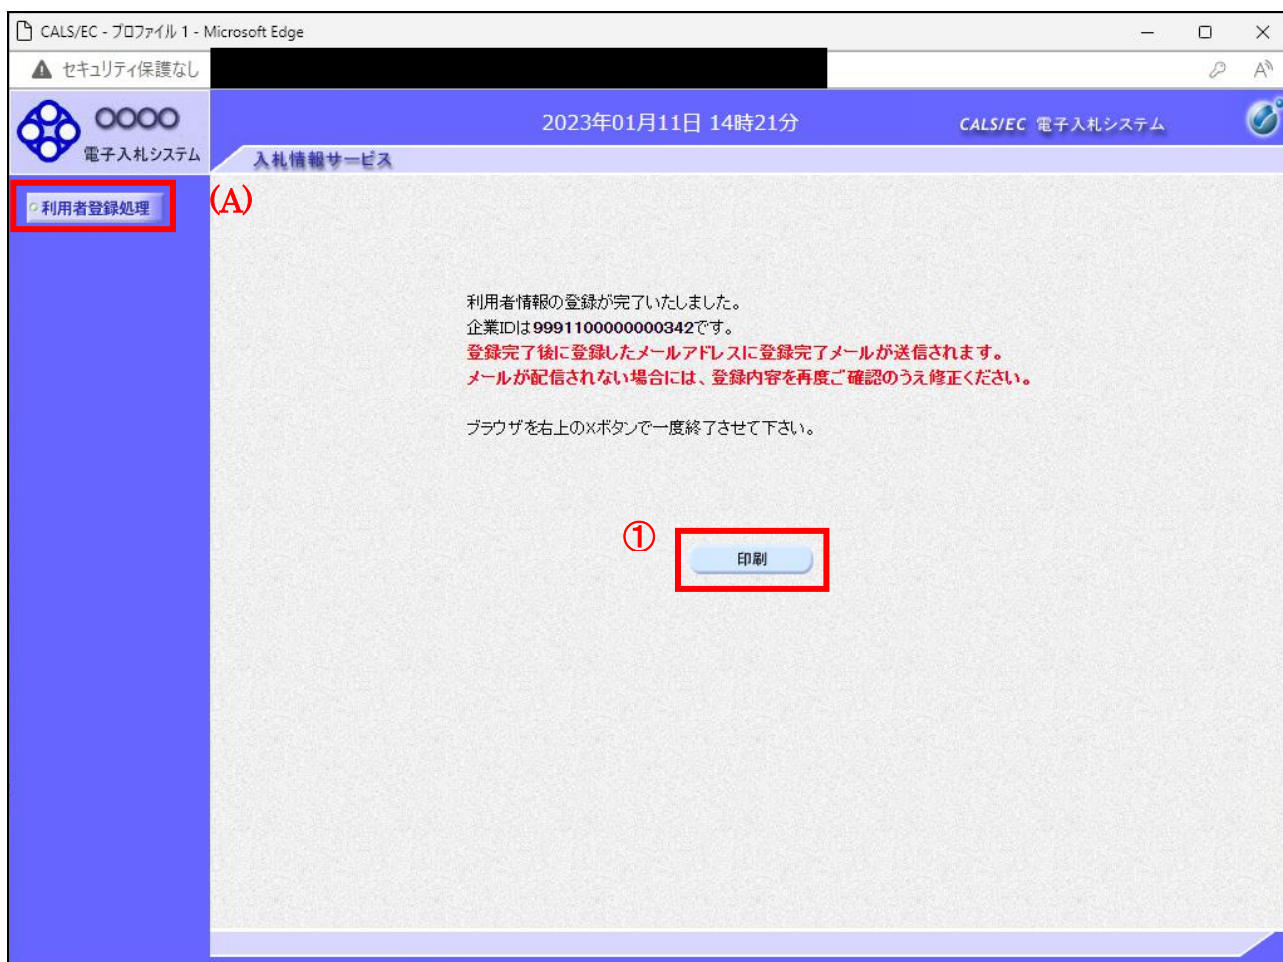 CALS/EC - プロファイル 1 - Microsoft Edge
セキュリティ保護なし
OOOO
電子入札システム
2023年01月11日 14時21分
CALS/EC 電子入札システム
入札情報サービス
利用者登録処理
(A)
利用者情報の登録が完了いたしました。
企業IDは9991100000000342です。
登録完了後に登録したメールアドレスに登録完了メールが送信されます。
メールが配信されない場合には、登録内容を再度ご確認のうえ修正ください。
ブラウザを右上の×ボタンで一度終了させて下さい。
①
印刷